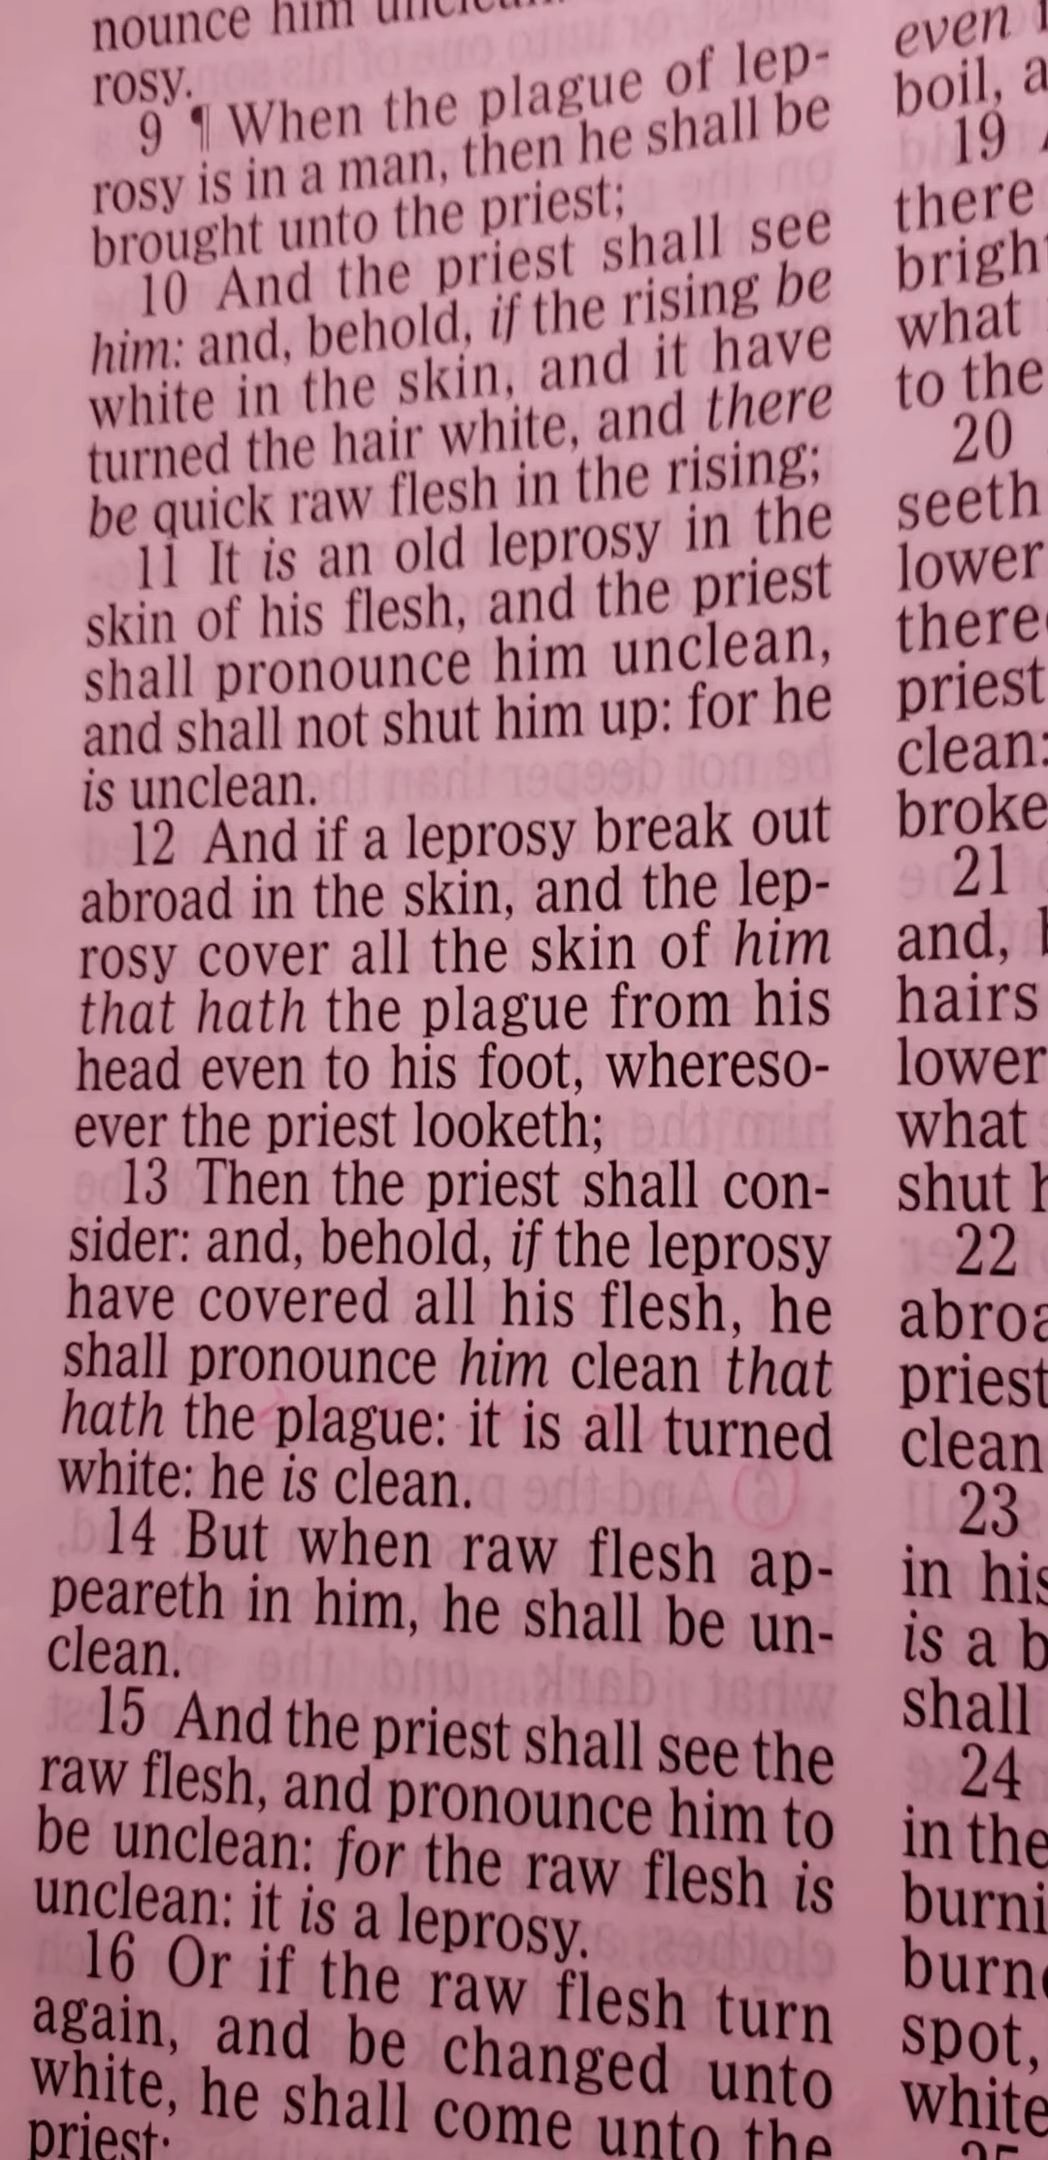 nounce him unclean:
rosy.
9 ¶ When the plague of lep-
rosy is in a man, then he shall be
brought unto the priest;
10 And the priest shall see
him: and, behold, if the rising be
white in the skin, and it have
turned the hair white, and there
be quick raw flesh in the rising;
11 It is an old leprosy in the
skin of his flesh, and the priest
shall pronounce him unclean,
and shall not shut him up: for he
is unclean.
12 And if a leprosy break out
abroad in the skin, and the lep-
rosy cover all the skin of him
that hath the plague from his
head even to his foot, whereso-
ever the priest looketh;
13 Then the priest shall con-
sider: and, behold, if the leprosy
have covered all his flesh, he
shall pronounce him clean that
hath the plague: it is all turned
white: he is clean.
14 But when raw flesh ap-
peareth in him, he shall be un-
clean.
15 And the priest shall see the
raw flesh, and pronounce him to
be unclean: for the raw flesh is
unclean: it is a leprosy.
16 Or if the raw flesh turn
again, and be changed unto
white, he shall come unto the
priest;
even
boil, a
19
there
brigh
what
to the
20
seeth
lower
there
priest
clean:
broke
21
and,
hairs
lower
what
shut h
22
abroa
priest
clean
23
in his
is a b
shall
24
in the
burni
burn
spot,
white
25